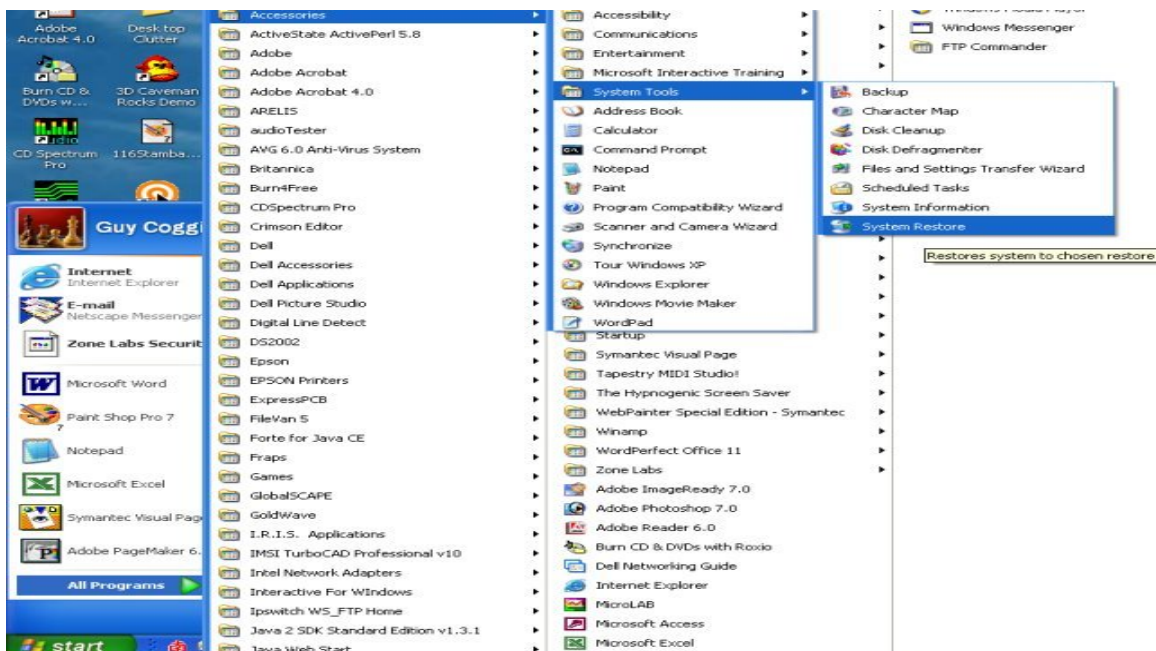 Adobe Acrobat 4.0
Desk top Clutter
Burn CD & DVDs w...
3D Caveman Rocks Demo
CD Spectrum Pro
116Stamba...
Guy Coggi
Internet
Internet Explorer
E-mail
Netscape Messenger
Zone Labs Securit
Microsoft Word
Paint Shop Pro 7
Notepad
Microsoft Excel
Symantec Visual Pag
Adobe PageMaker 6.
All Programs
start
Accessories
ActiveState ActivePerl 5.8
Adobe
Adobe Acrobat
Adobe Acrobat 4.0
ARELIS
audioTester
AVG 6.0 Anti-Virus System
Britannica
Burn4Free
CDSpectrum Pro
Crimson Editor
Dell
Dell Accessories
Dell Applications
Dell Picture Studio
Digital Line Detect
DS2002
Epson
EPSON Printers
ExpressPCB
FileVan 5
Forte for Java CE
Fraps
Games
GlobalSCAPE
GoldWave
I.R.I.S. Applications
IMSI TurboCAD Professional v10
Intel Network Adapters
Interactive For WIndows
Ipswitch WS_FTP Home
Java 2 SDK Standard Edition v1.3.1
Java Web Start
Accessibility
Communications
Entertainment
Microsoft Interactive Training
System Tools
Address Book
Calculator
Command Prompt
Notepad
Paint
Program Compatibility Wizard
Scanner and Camera Wizard
Synchronize
Tour Windows XP
Windows Explorer
Windows Movie Maker
WordPad
Startup
Symantec Visual Page
Tapestry MIDI Studio!
The Hypnogenic Screen Saver
WebPainter Special Edition - Symantec
Winamp
WordPerfect Office 11
Zone Labs
Adobe ImageReady 7.0
Adobe Photoshop 7.0
Adobe Reader 6.0
Burn CD & DVDs with Roxio
Dell Networking Guide
Internet Explorer
MicroLAB
Microsoft Access
Microsoft Excel
Windows Media Player
Windows Messenger
FTP Commander
Backup
Character Map
Disk Cleanup
Disk Defragmenter
Files and Settings Transfer Wizard
Scheduled Tasks
System Information
System Restore
Restores system to chosen restore